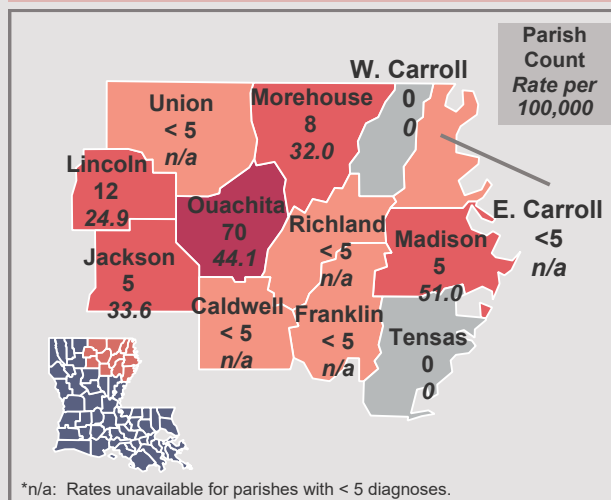 Parish
Count
Rate per
100,000
W. Carroll
0
0
Union
< 5
n/a
Morehouse
8
32.0
Lincoln
12
24.9
Ouachita
70
44.1
Richland
< 5
n/a
E. Carroll
<5
n/a
Madison
5
51.0
Jackson
5
33.6
Caldwell
< 5
n/a
Franklin
< 5
n/a
Tensas
0
0
*n/a: Rates unavailable for parishes with < 5 diagnoses.